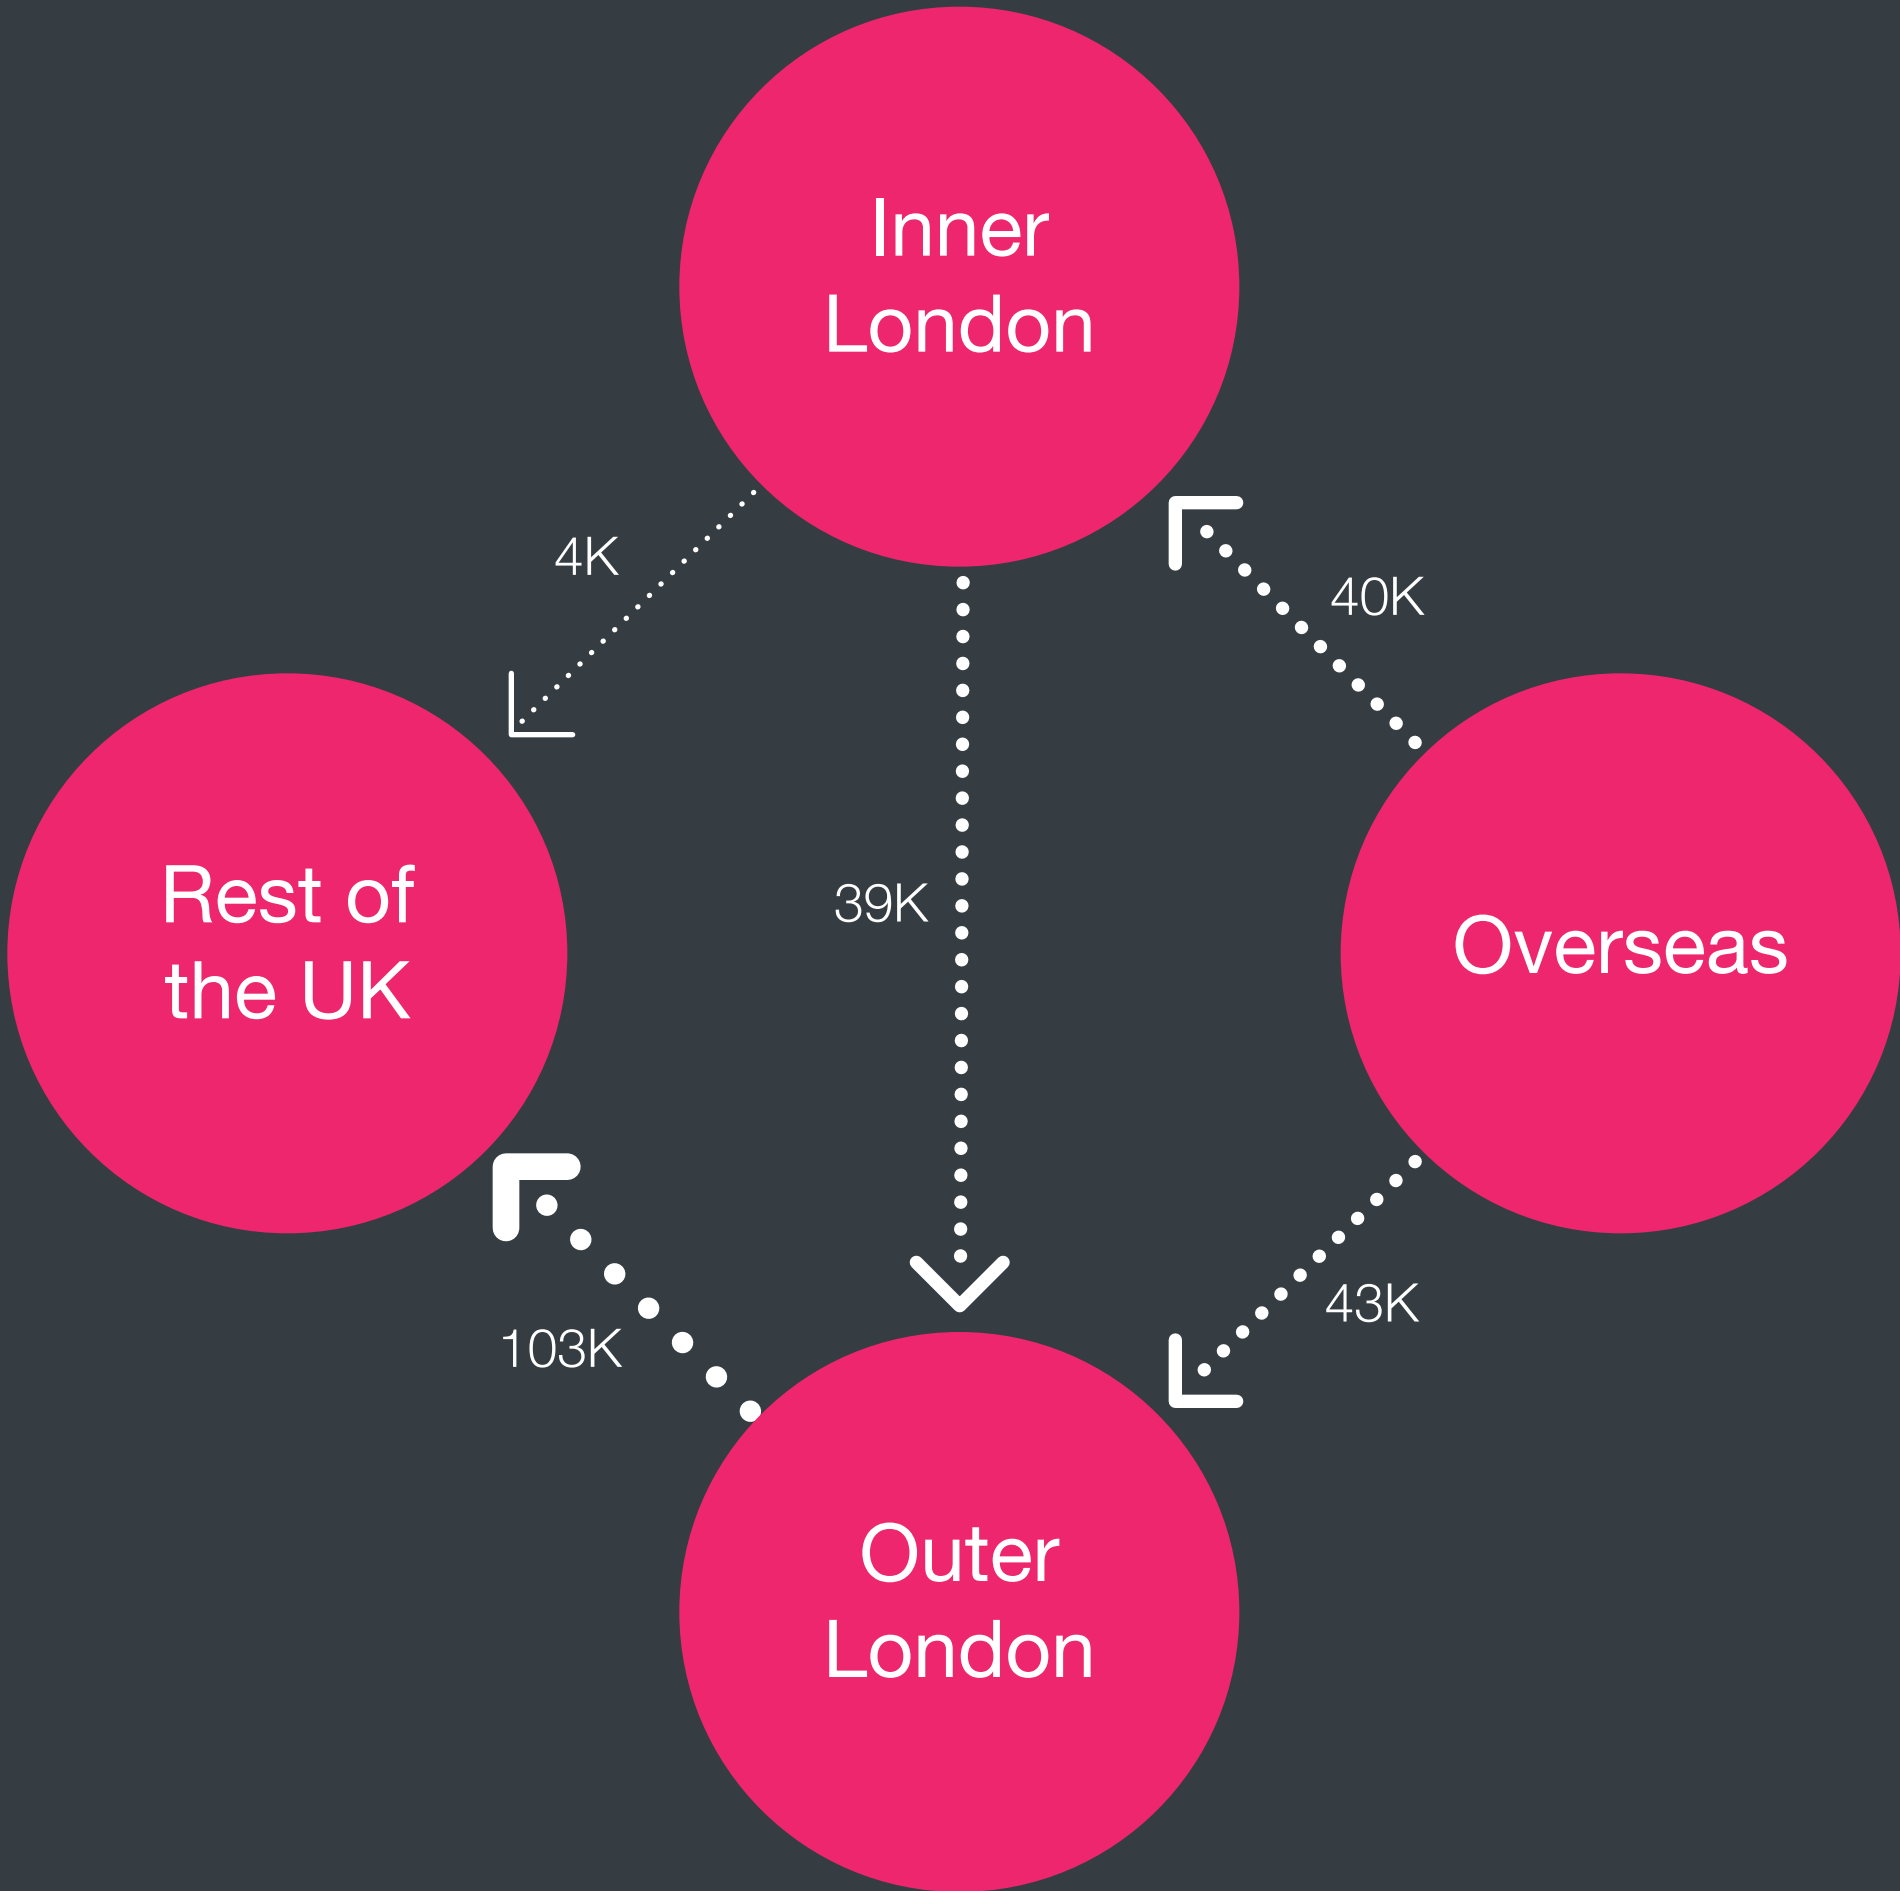 Inner
London
4K
40K
Rest of
the UK
39K
Overseas
103K
43K
Outer
London